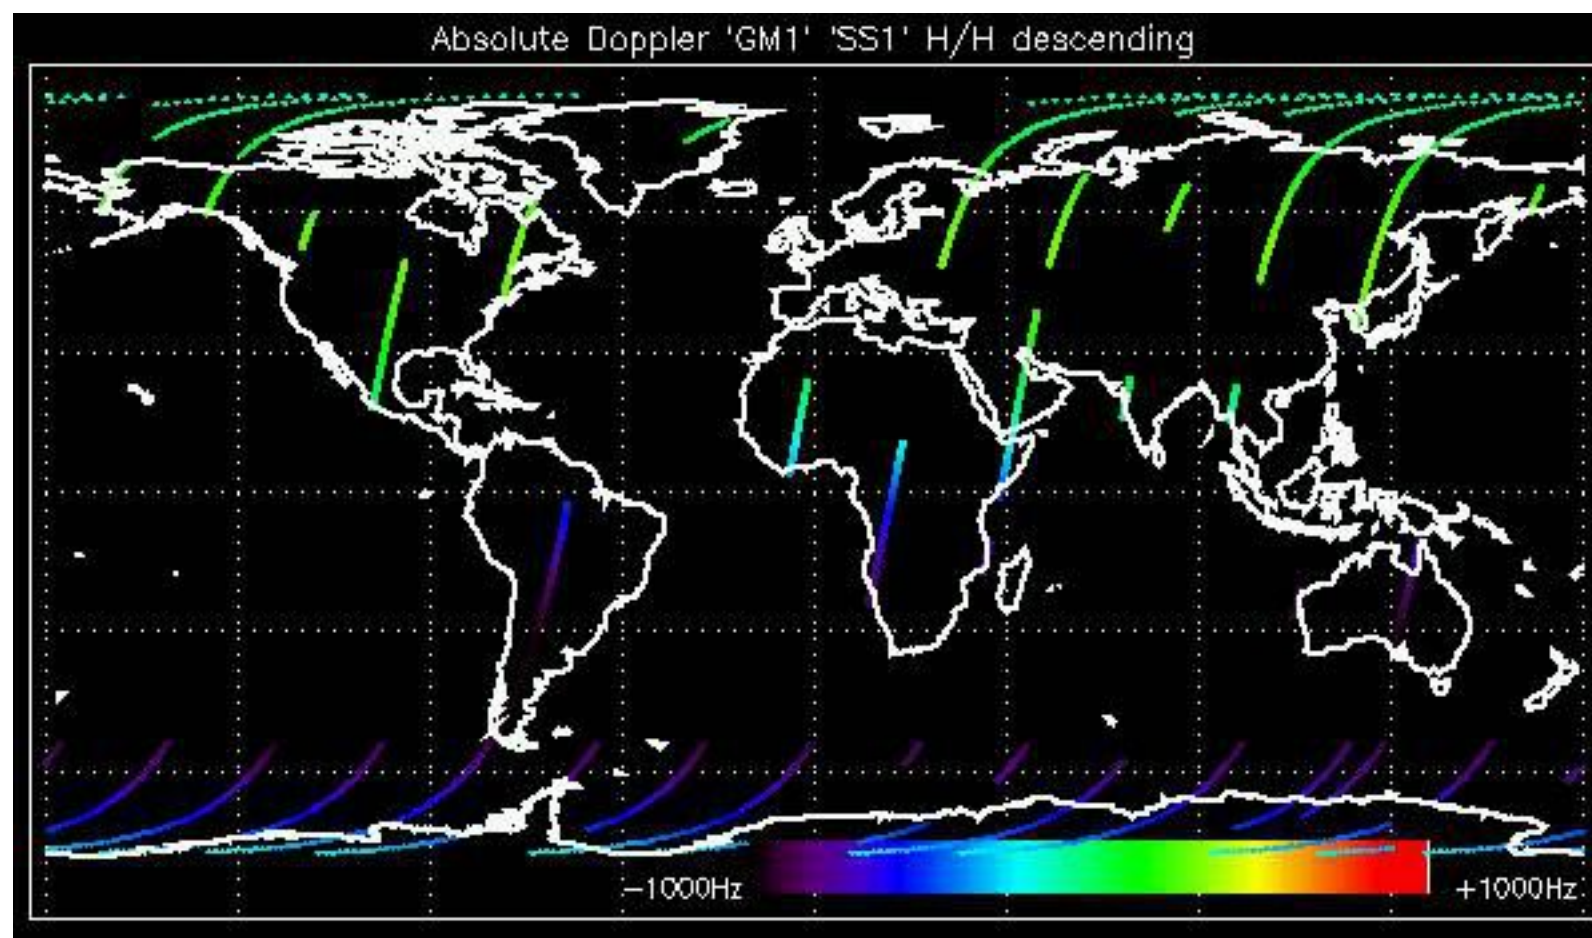 Absolute Doppler 'GM1' 'SS1' H/H descending
−1000Hz
+1000Hz